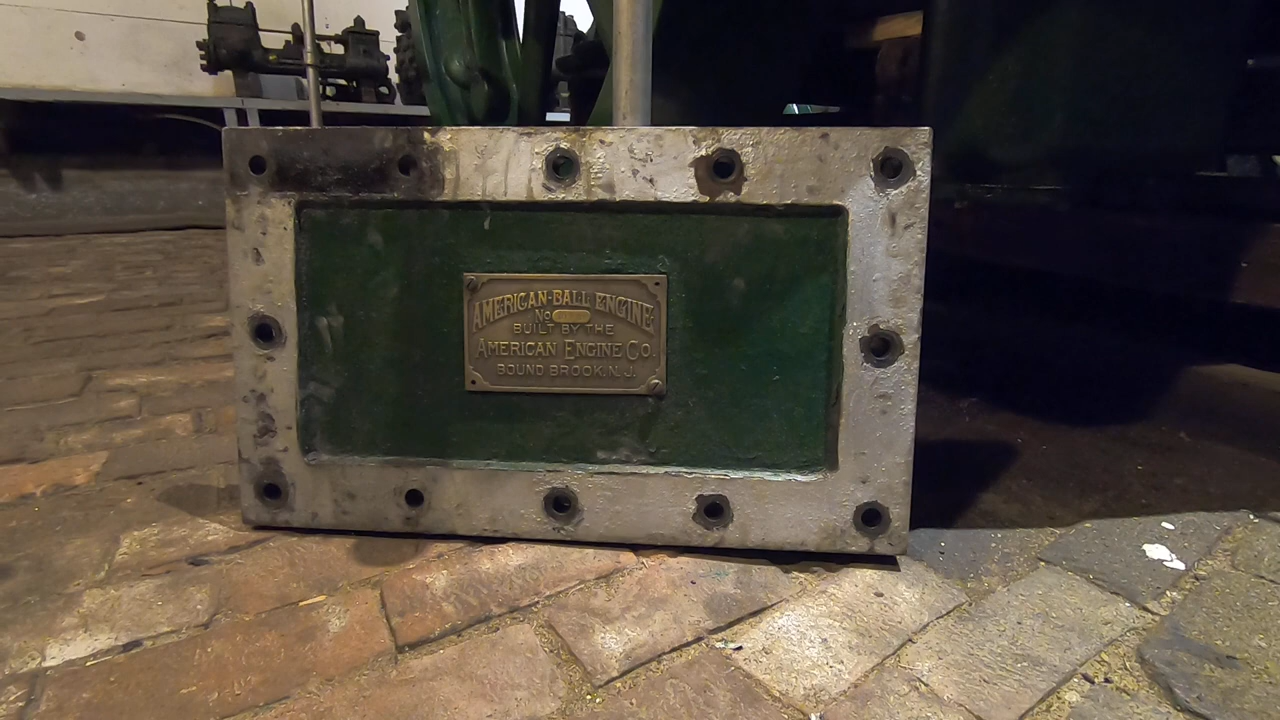 AMERICAN-BALL ENGINE
No
BUILT BY THE
AMERICAN ENGINE CO.
BOUND BROOK, N. J.